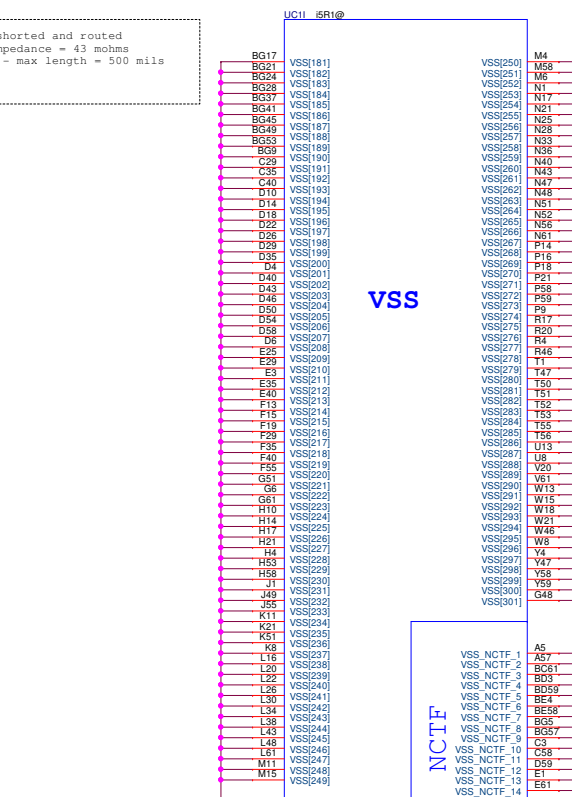 shorted and routed
mpedance = 43 mohms
- max length = 500 mils
UC1I i5R1@
BG17 VSS[181]
BG21 VSS[182]
BG24 VSS[183]
BG28 VSS[184]
BG37 VSS[185]
BG41 VSS[186]
BG45 VSS[187]
BG49 VSS[188]
BG53 VSS[189]
BG9 VSS[190]
C29 VSS[191]
C35 VSS[192]
C40 VSS[193]
D10 VSS[194]
D14 VSS[195]
D18 VSS[196]
D22 VSS[197]
D26 VSS[198]
D29 VSS[199]
D35 VSS[200]
D4 VSS[201]
D40 VSS[202]
D43 VSS[203]
D46 VSS[204]
D50 VSS[205]
D54 VSS[206]
D58 VSS[207]
D6 VSS[208]
E25 VSS[209]
E29 VSS[210]
E3 VSS[211]
E35 VSS[212]
E40 VSS[213]
F13 VSS[214]
F15 VSS[215]
F19 VSS[216]
F29 VSS[217]
F35 VSS[218]
F40 VSS[219]
F55 VSS[220]
G51 VSS[221]
G6 VSS[222]
G61 VSS[223]
H10 VSS[224]
H14 VSS[225]
H17 VSS[226]
H21 VSS[227]
H4 VSS[228]
H53 VSS[229]
H58 VSS[230]
J1 VSS[231]
J49 VSS[232]
J55 VSS[233]
K11 VSS[234]
K21 VSS[235]
K51 VSS[236]
K8 VSS[237]
L16 VSS[238]
L20 VSS[239]
L22 VSS[240]
L26 VSS[241]
L30 VSS[242]
L34 VSS[243]
L38 VSS[244]
L43 VSS[245]
L48 VSS[246]
L61 VSS[247]
M11 VSS[248]
M15 VSS[249]
VSS
VSS[250] M4
VSS[251] M58
VSS[252] M6
VSS[253] N1
VSS[254] N17
VSS[255] N21
VSS[256] N25
VSS[257] N28
VSS[258] N33
VSS[259] N36
VSS[260] N40
VSS[261] N43
VSS[262] N47
VSS[263] N48
VSS[264] N51
VSS[265] N52
VSS[266] N56
VSS[267] N61
VSS[268] P14
VSS[269] P16
VSS[270] P18
VSS[271] P21
VSS[272] P58
VSS[273] P59
VSS[274] P9
VSS[275] R17
VSS[276] R20
VSS[277] R4
VSS[278] R46
VSS[279] T1
VSS[280] T47
VSS[281] T50
VSS[282] T51
VSS[283] T52
VSS[284] T53
VSS[285] T55
VSS[286] T56
VSS[287] U13
VSS[288] U8
VSS[289] V20
VSS[290] V61
VSS[291] W13
VSS[292] W15
VSS[293] W18
VSS[294] W21
VSS[295] W46
VSS[296] W8
VSS[297] Y4
VSS[298] Y47
VSS[299] Y58
VSS[300] Y59
VSS[301] G48
NCTF
VSS_NCTF_1 A5
VSS_NCTF_2 A57
VSS_NCTF_3 BC61
VSS_NCTF_4 BD3
VSS_NCTF_5 BD59
VSS_NCTF_6 BE4
VSS_NCTF_7 BE58
VSS_NCTF_8 BG5
VSS_NCTF_9 BG57
VSS_NCTF_10 C3
VSS_NCTF_11 C58
VSS_NCTF_12 D59
VSS_NCTF_13 E1
VSS_NCTF_14 E61